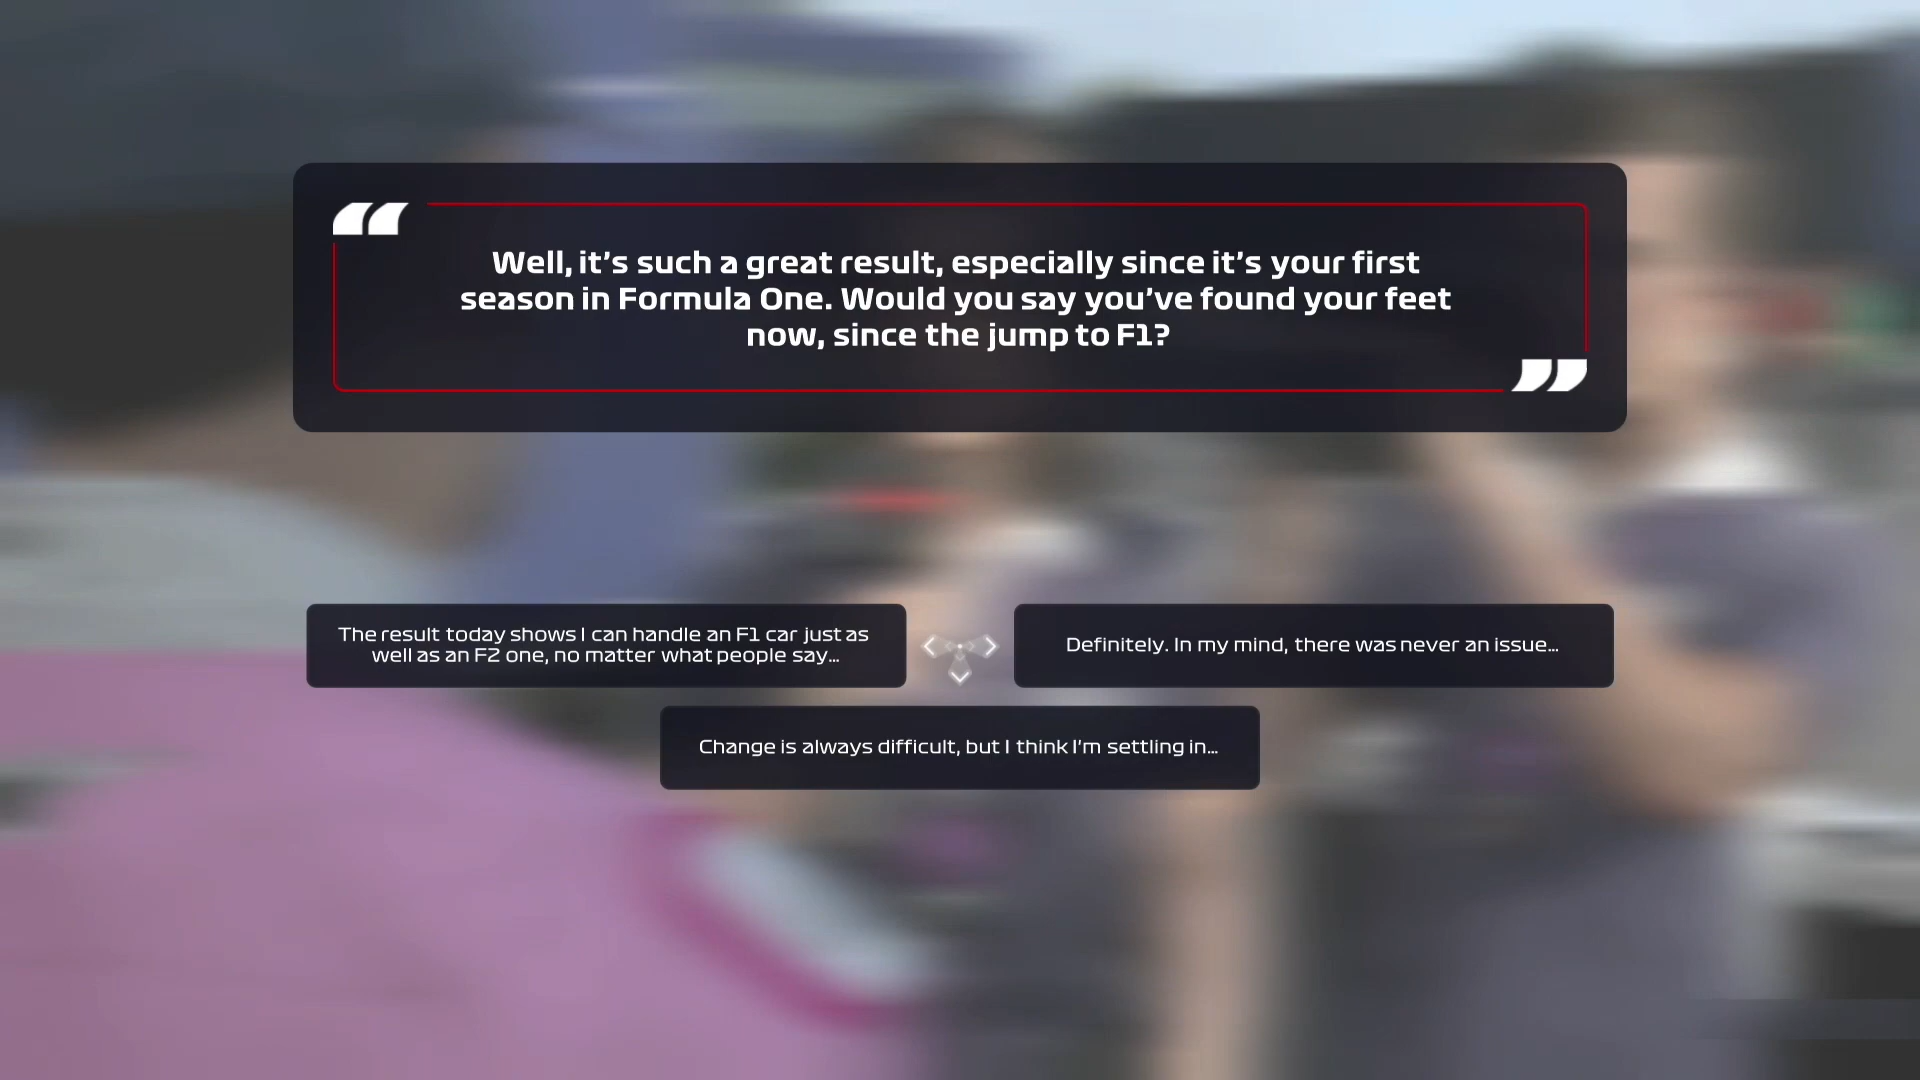 Well, it's such a great result, especially since it's your first
season in Formula One. Would you say you've found your feet
now, since the jump to F1?
The result today shows I can handle an F1 car just as
well as an F2 one, no matter what people say...
Definitely. In my mind, there was never an issue...
Change is always difficult, but I think I'm settling in...